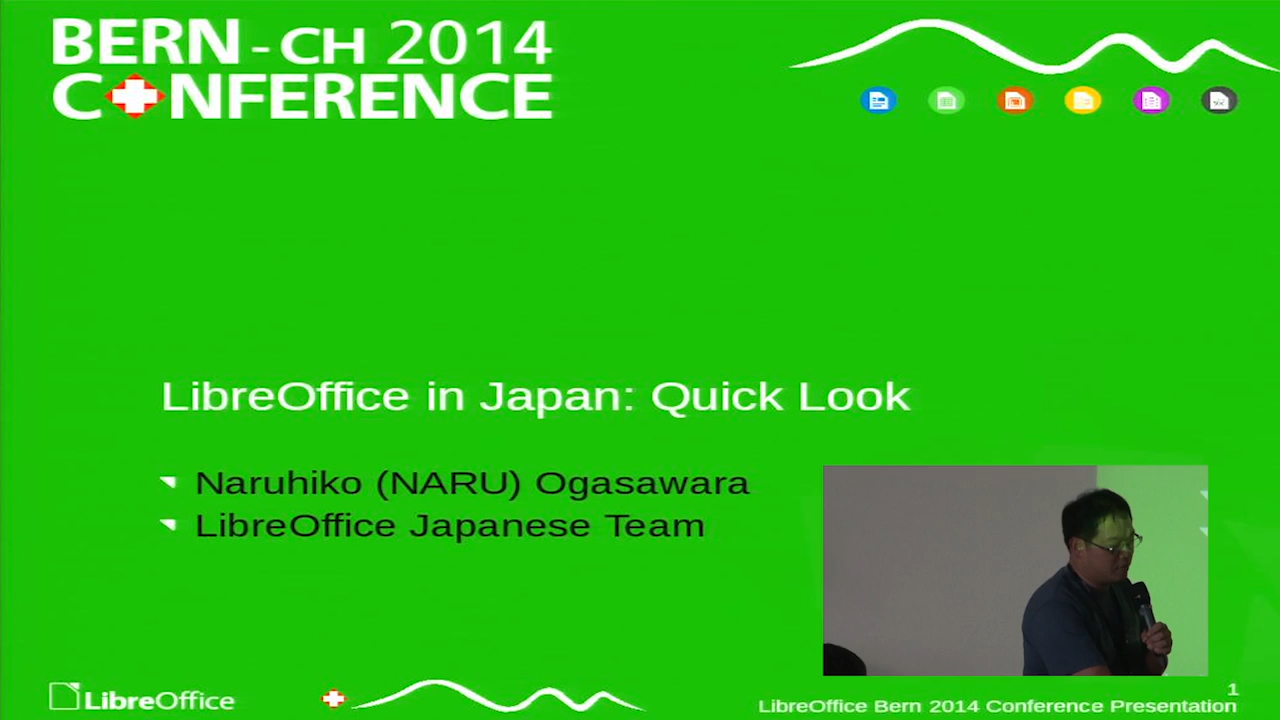 BERN - CH 2014
CONFERENCE
LibreOffice in Japan: Quick Look
Naruhiko (NARU) Ogasawara
LibreOffice Japanese Team
LibreOffice
1
LibreOffice Bern 2014 Conference Presentation